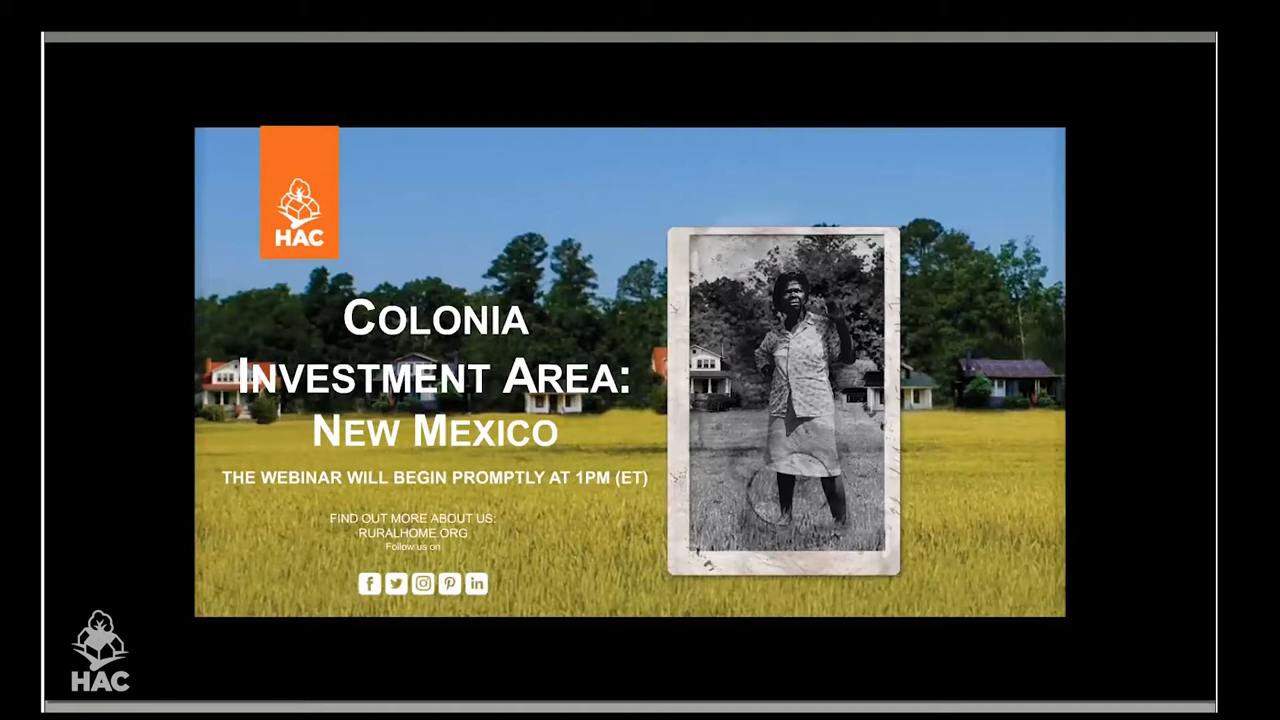 HAC
COLONIA
INVESTMENT AREA:
NEW MEXICO
THE WEBINAR WILL BEGIN PROMPTLY AT 1PM (ET)
FIND OUT MORE ABOUT US:
RURALHOME.ORG
Follow us on
HAC